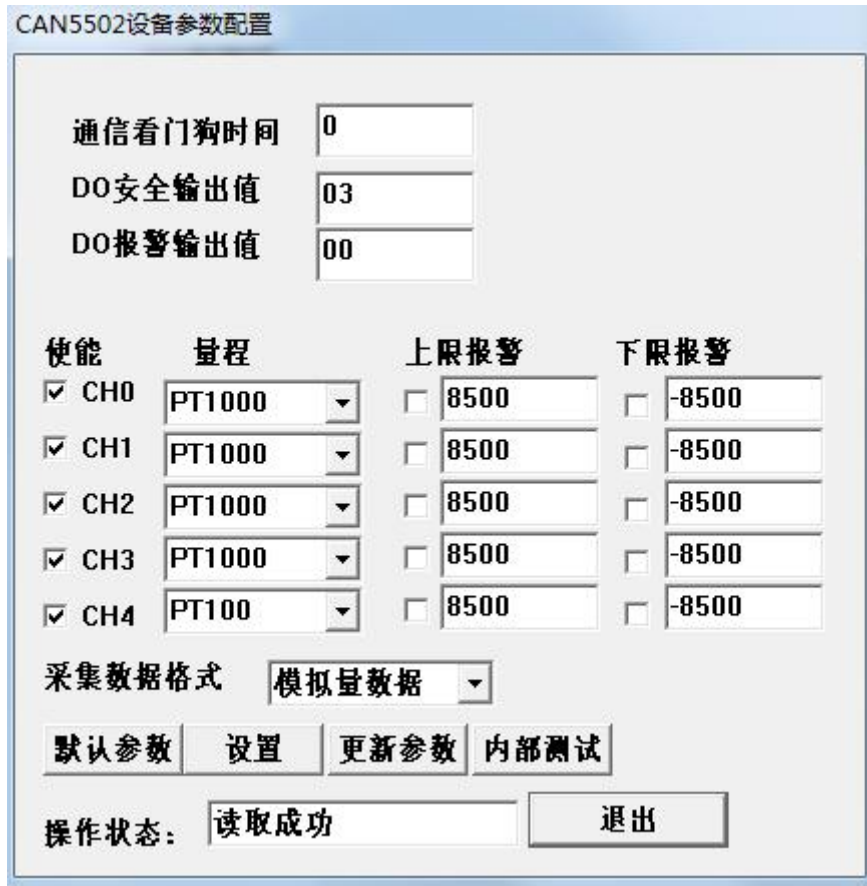 CAN5502设备参数配置
通信看门狗时间 0
DO安全输出值 03
DO报警输出值 00
使能 量程 上限报警 下限报警
CH0 PT1000 8500 -8500
CH1 PT1000 8500 -8500
CH2 PT1000 8500 -8500
CH3 PT1000 8500 -8500
CH4 PT100 8500 -8500
采集数据格式 模拟量数据
默认参数 设置 更新参数 内部测试
操作状态： 读取成功 退出